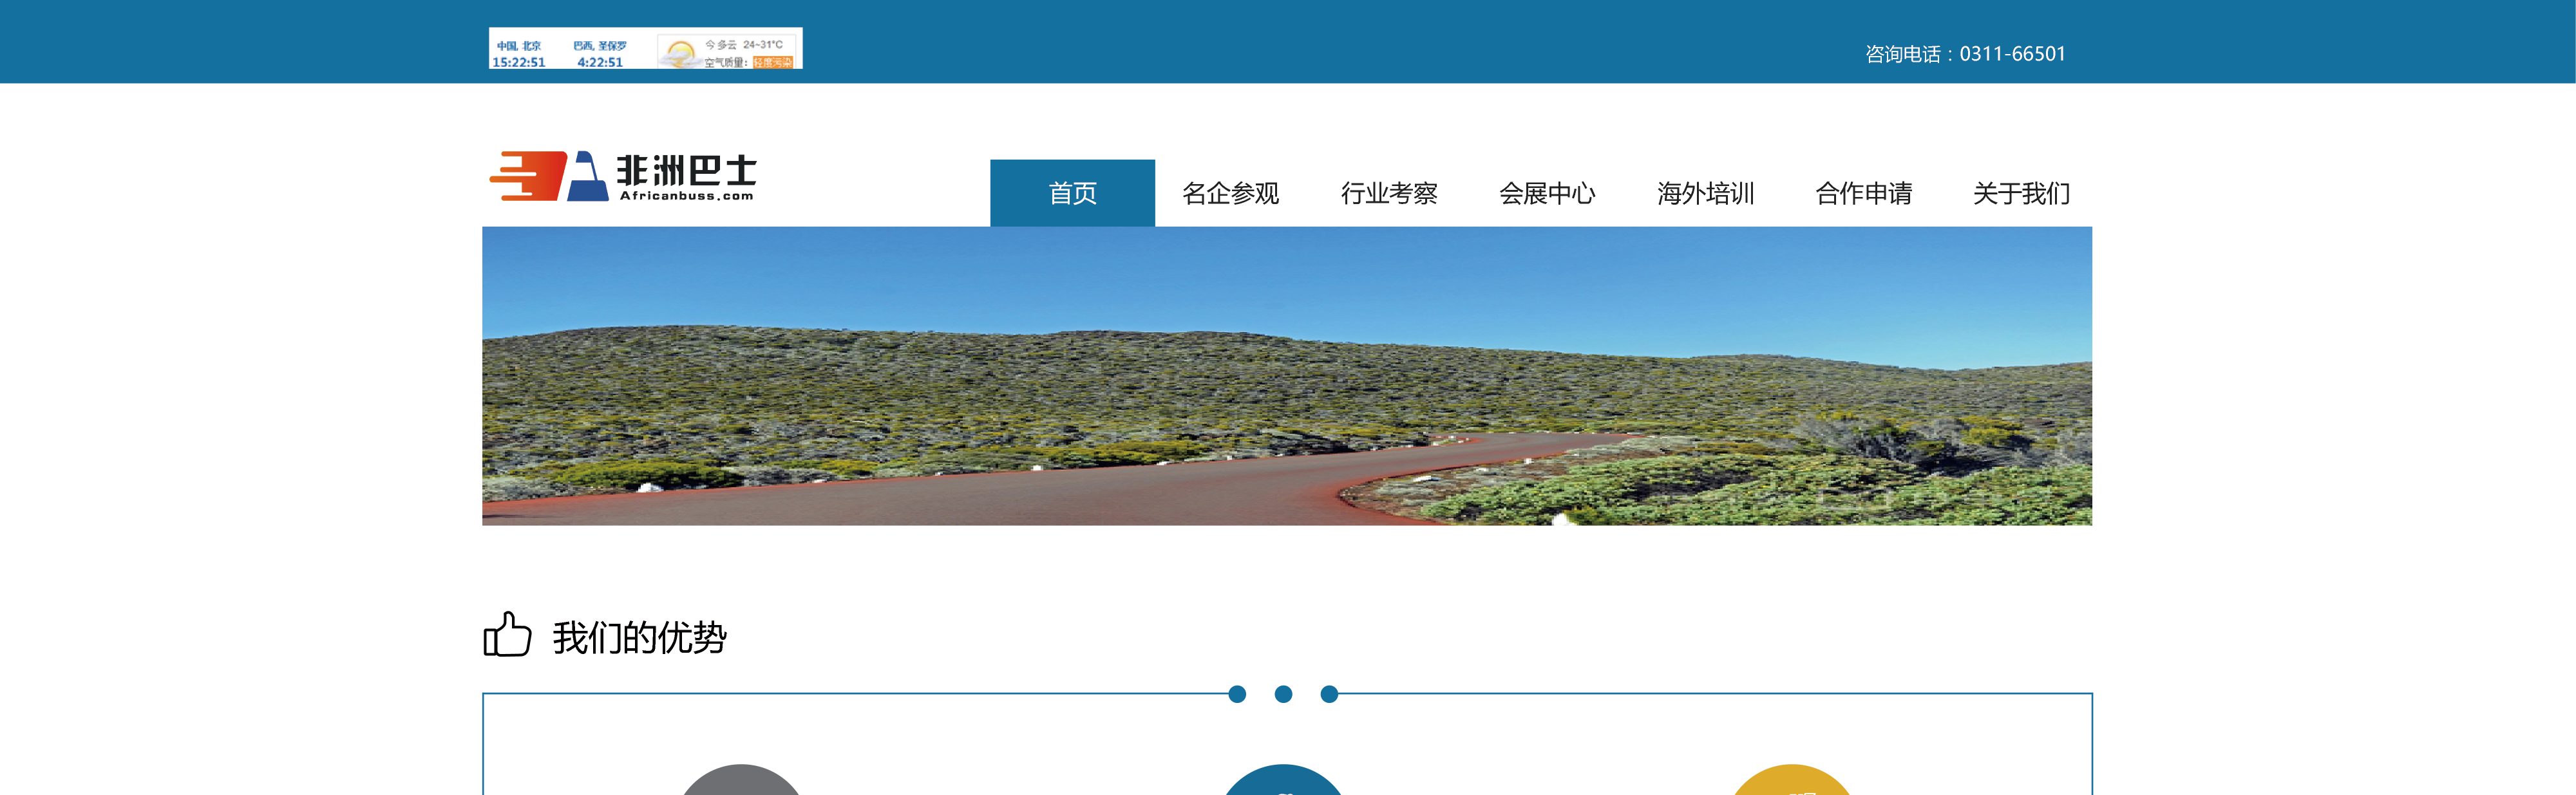 中国, 北京 巴西, 圣保罗 今多云 24~31°C
15:22:51 4:22:51 空气质量：轻度污染
咨询电话：0311-66501
非洲巴士
Africanbuss.com
首页 名企参观 行业考察 会展中心 海外培训 合作申请 关于我们
我们的优势